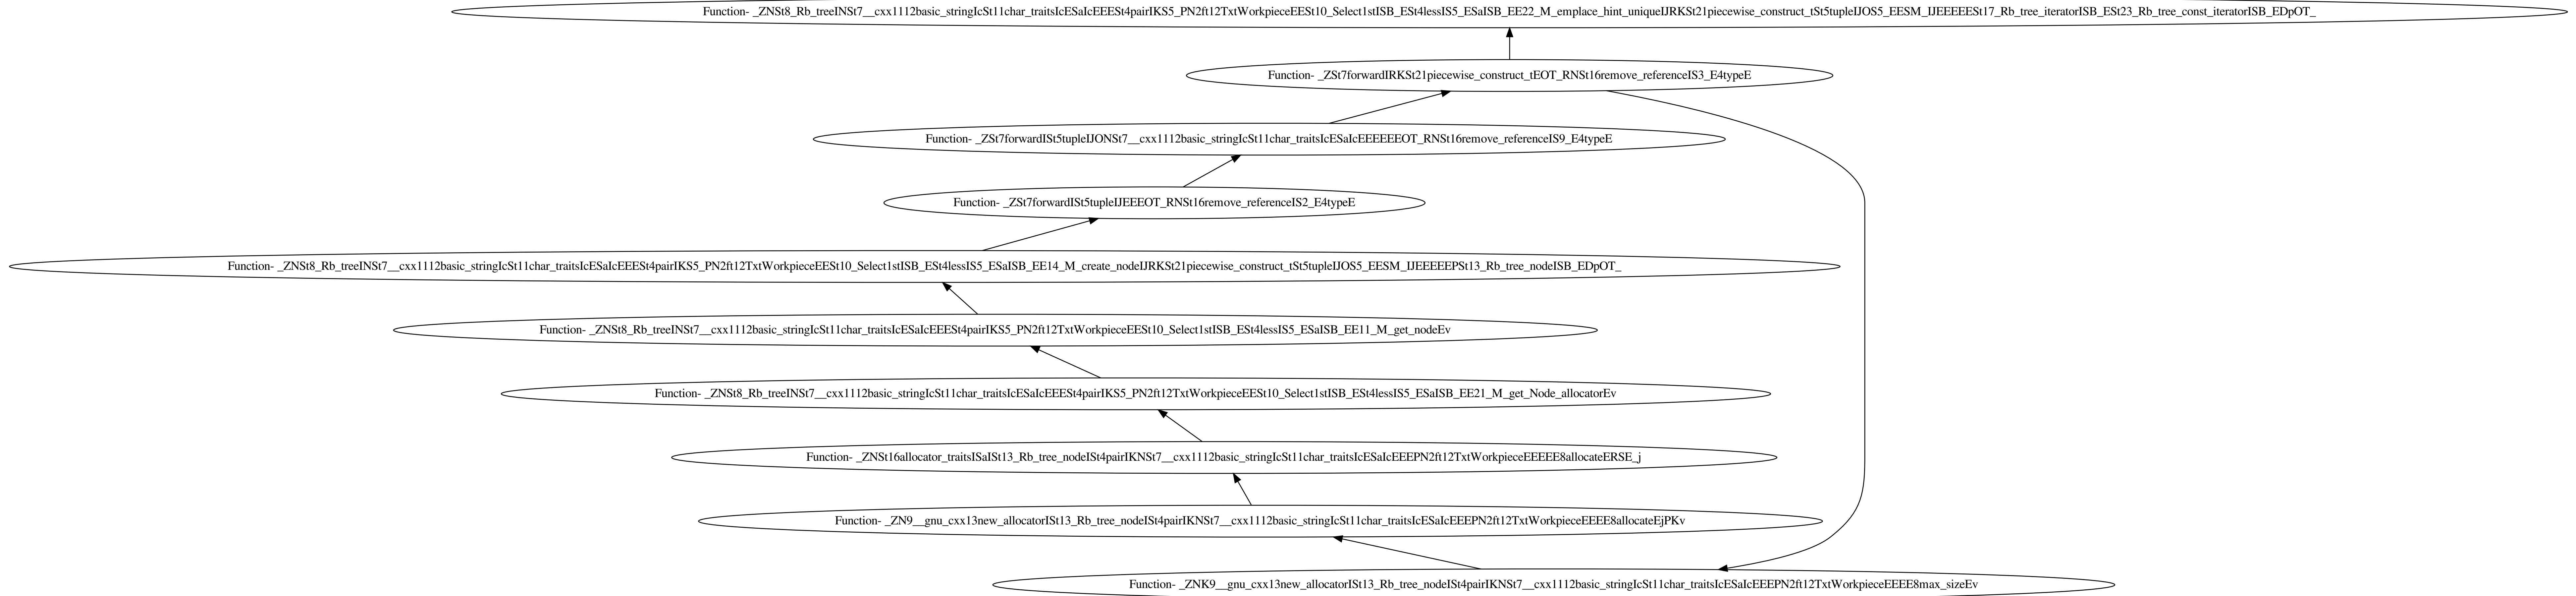 Function- _ZNSt8_Rb_treeINSt7__cxx1112basic_stringIcSt11char_traitsIcESaIcEEESt4pairIKS5_PN2ft12TxtWorkpieceEESt10_Select1stISB_ESt4lessIS5_ESaISB_EE22_M_emplace_hint_uniqueIJRKSt21piecewise_construct_tSt5tupleIJOS5_EESM_IJEEEEESt17_Rb_tree_iteratorISB_ESt23_Rb_tree_const_iteratorISB_EDpOT_
Function- _ZSt7forwardIRKSt21piecewise_construct_tEOT_RNSt16remove_referenceIS3_E4typeE
Function- _ZSt7forwardISt5tupleIJONSt7__cxx1112basic_stringIcSt11char_traitsIcESaIcEEEEEEOT_RNSt16remove_referenceIS9_E4typeE
Function- _ZSt7forwardISt5tupleIJEEEOT_RNSt16remove_referenceIS2_E4typeE
Function- _ZNSt8_Rb_treeINSt7__cxx1112basic_stringIcSt11char_traitsIcESaIcEEESt4pairIKS5_PN2ft12TxtWorkpieceEESt10_Select1stISB_ESt4lessIS5_ESaISB_EE14_M_create_nodeIJRKSt21piecewise_construct_tSt5tupleIJOS5_EESM_IJEEEEEPSt13_Rb_tree_nodeISB_EDpOT_
Function- _ZNSt8_Rb_treeINSt7__cxx1112basic_stringIcSt11char_traitsIcESaIcEEESt4pairIKS5_PN2ft12TxtWorkpieceEESt10_Select1stISB_ESt4lessIS5_ESaISB_EE11_M_get_nodeEv
Function- _ZNSt8_Rb_treeINSt7__cxx1112basic_stringIcSt11char_traitsIcESaIcEEESt4pairIKS5_PN2ft12TxtWorkpieceEESt10_Select1stISB_ESt4lessIS5_ESaISB_EE21_M_get_Node_allocatorEv
Function- _ZNSt16allocator_traitsISaISt13_Rb_tree_nodeISt4pairIKNSt7__cxx1112basic_stringIcSt11char_traitsIcESaIcEEEPN2ft12TxtWorkpieceEEEEE8allocateERSE_j
Function- _ZN9__gnu_cxx13new_allocatorISt13_Rb_tree_nodeISt4pairIKNSt7__cxx1112basic_stringIcSt11char_traitsIcESaIcEEEPN2ft12TxtWorkpieceEEEE8allocateEjPKv
Function- _ZNK9__gnu_cxx13new_allocatorISt13_Rb_tree_nodeISt4pairIKNSt7__cxx1112basic_stringIcSt11char_traitsIcESaIcEEEPN2ft12TxtWorkpieceEEEE8max_sizeEv